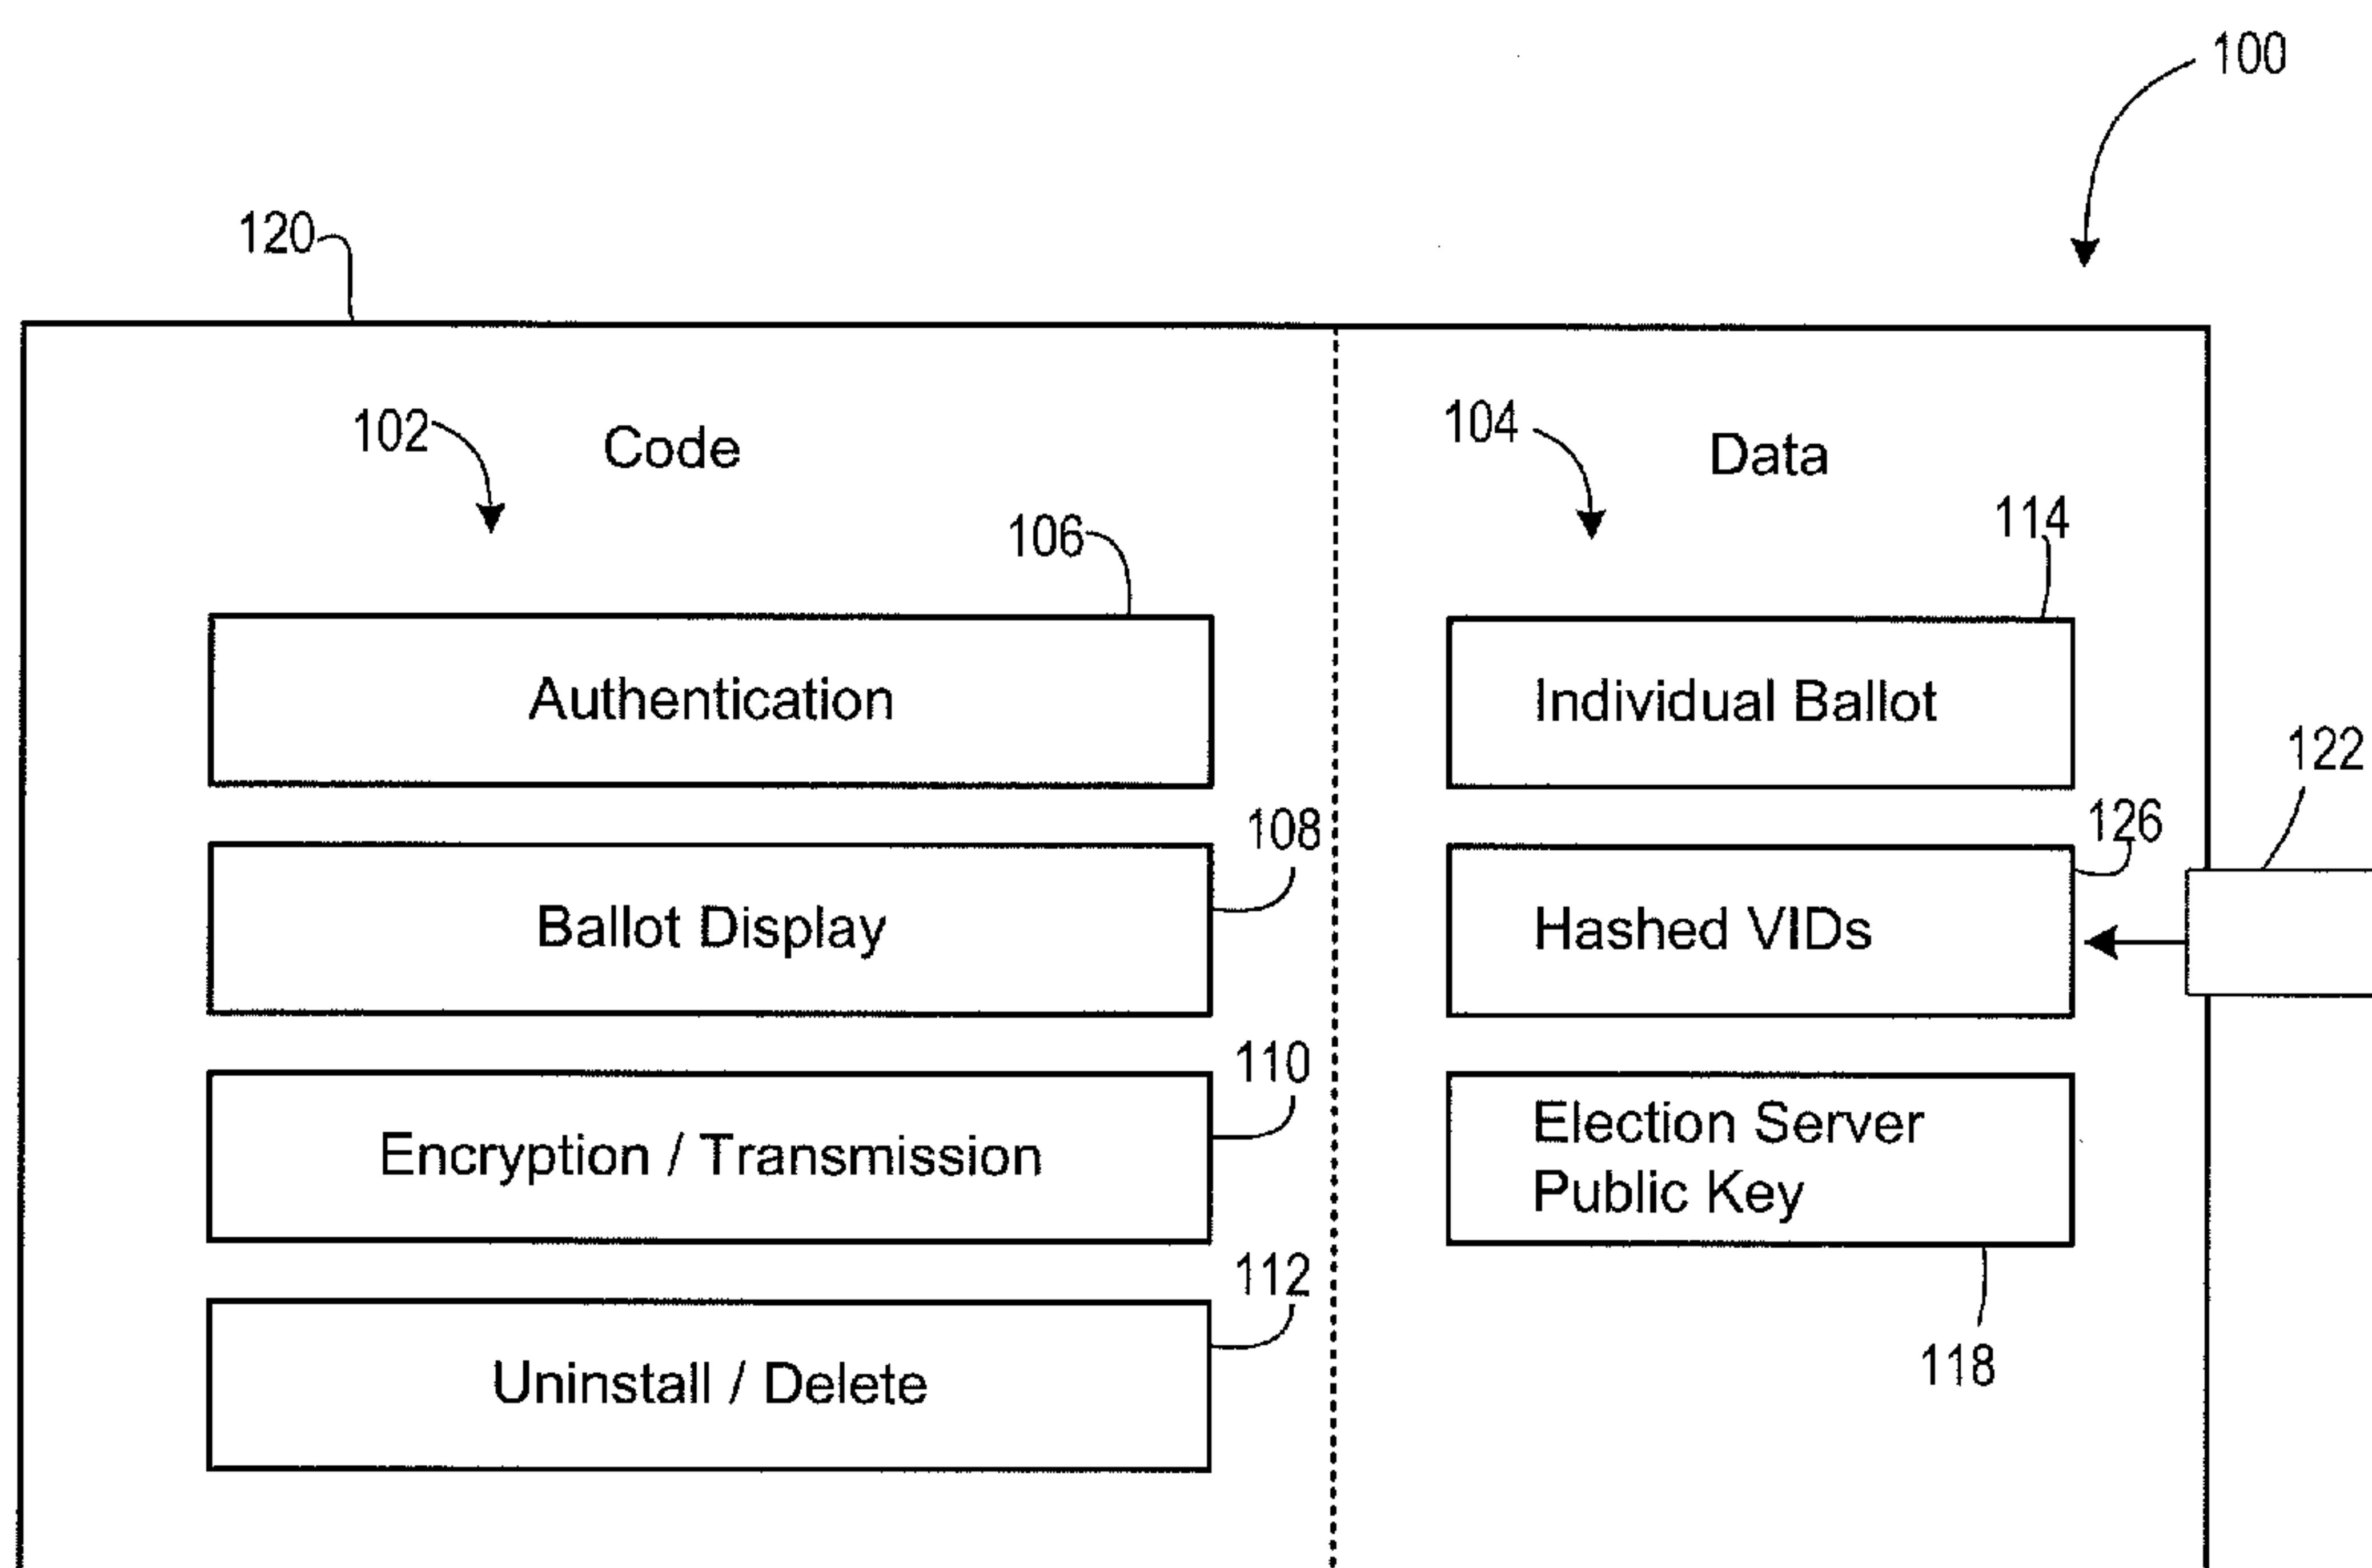 100
120
102
Code
104
Data
106
114
Authentication
Individual Ballot
122
108
126
Ballot Display
Hashed VIDs
110
Encryption / Transmission
Election Server
Public Key
112
Uninstall / Delete
118